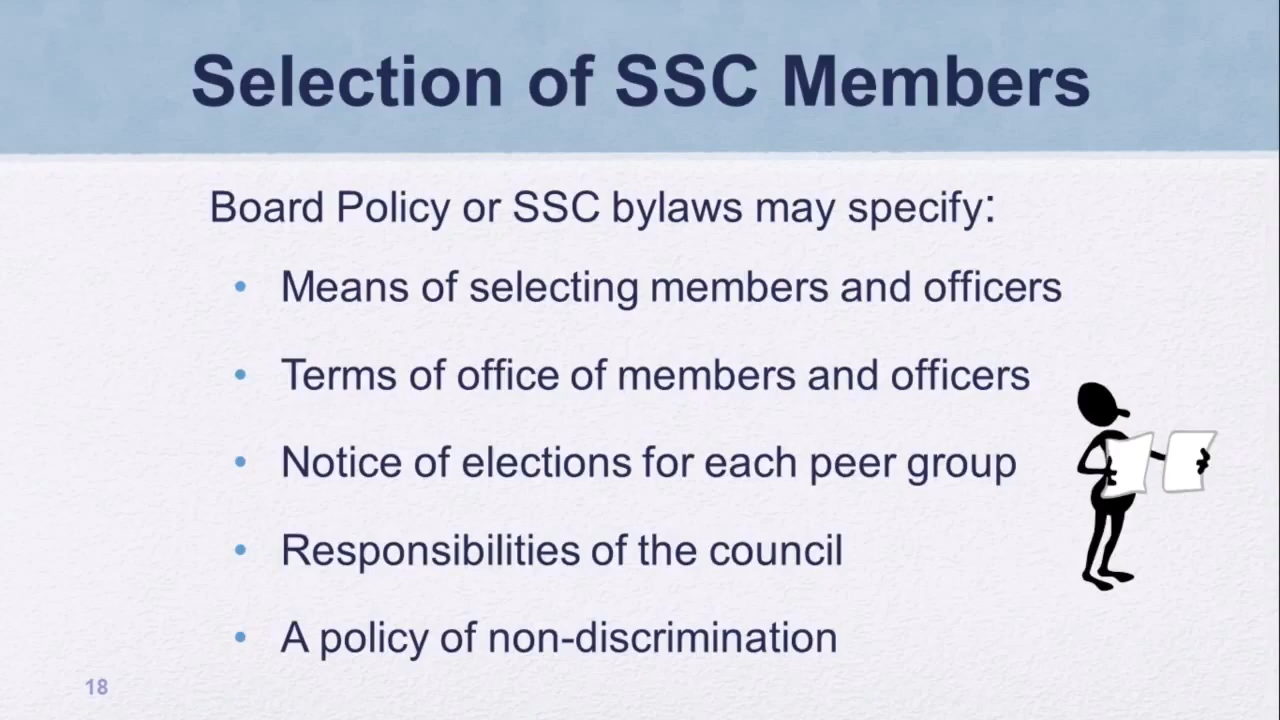 Selection of SSC Members
Board Policy or SSC bylaws may specify:
• Means of selecting members and officers
• Terms of office of members and officers
• Notice of elections for each peer group
• Responsibilities of the council
• A policy of non-discrimination
18